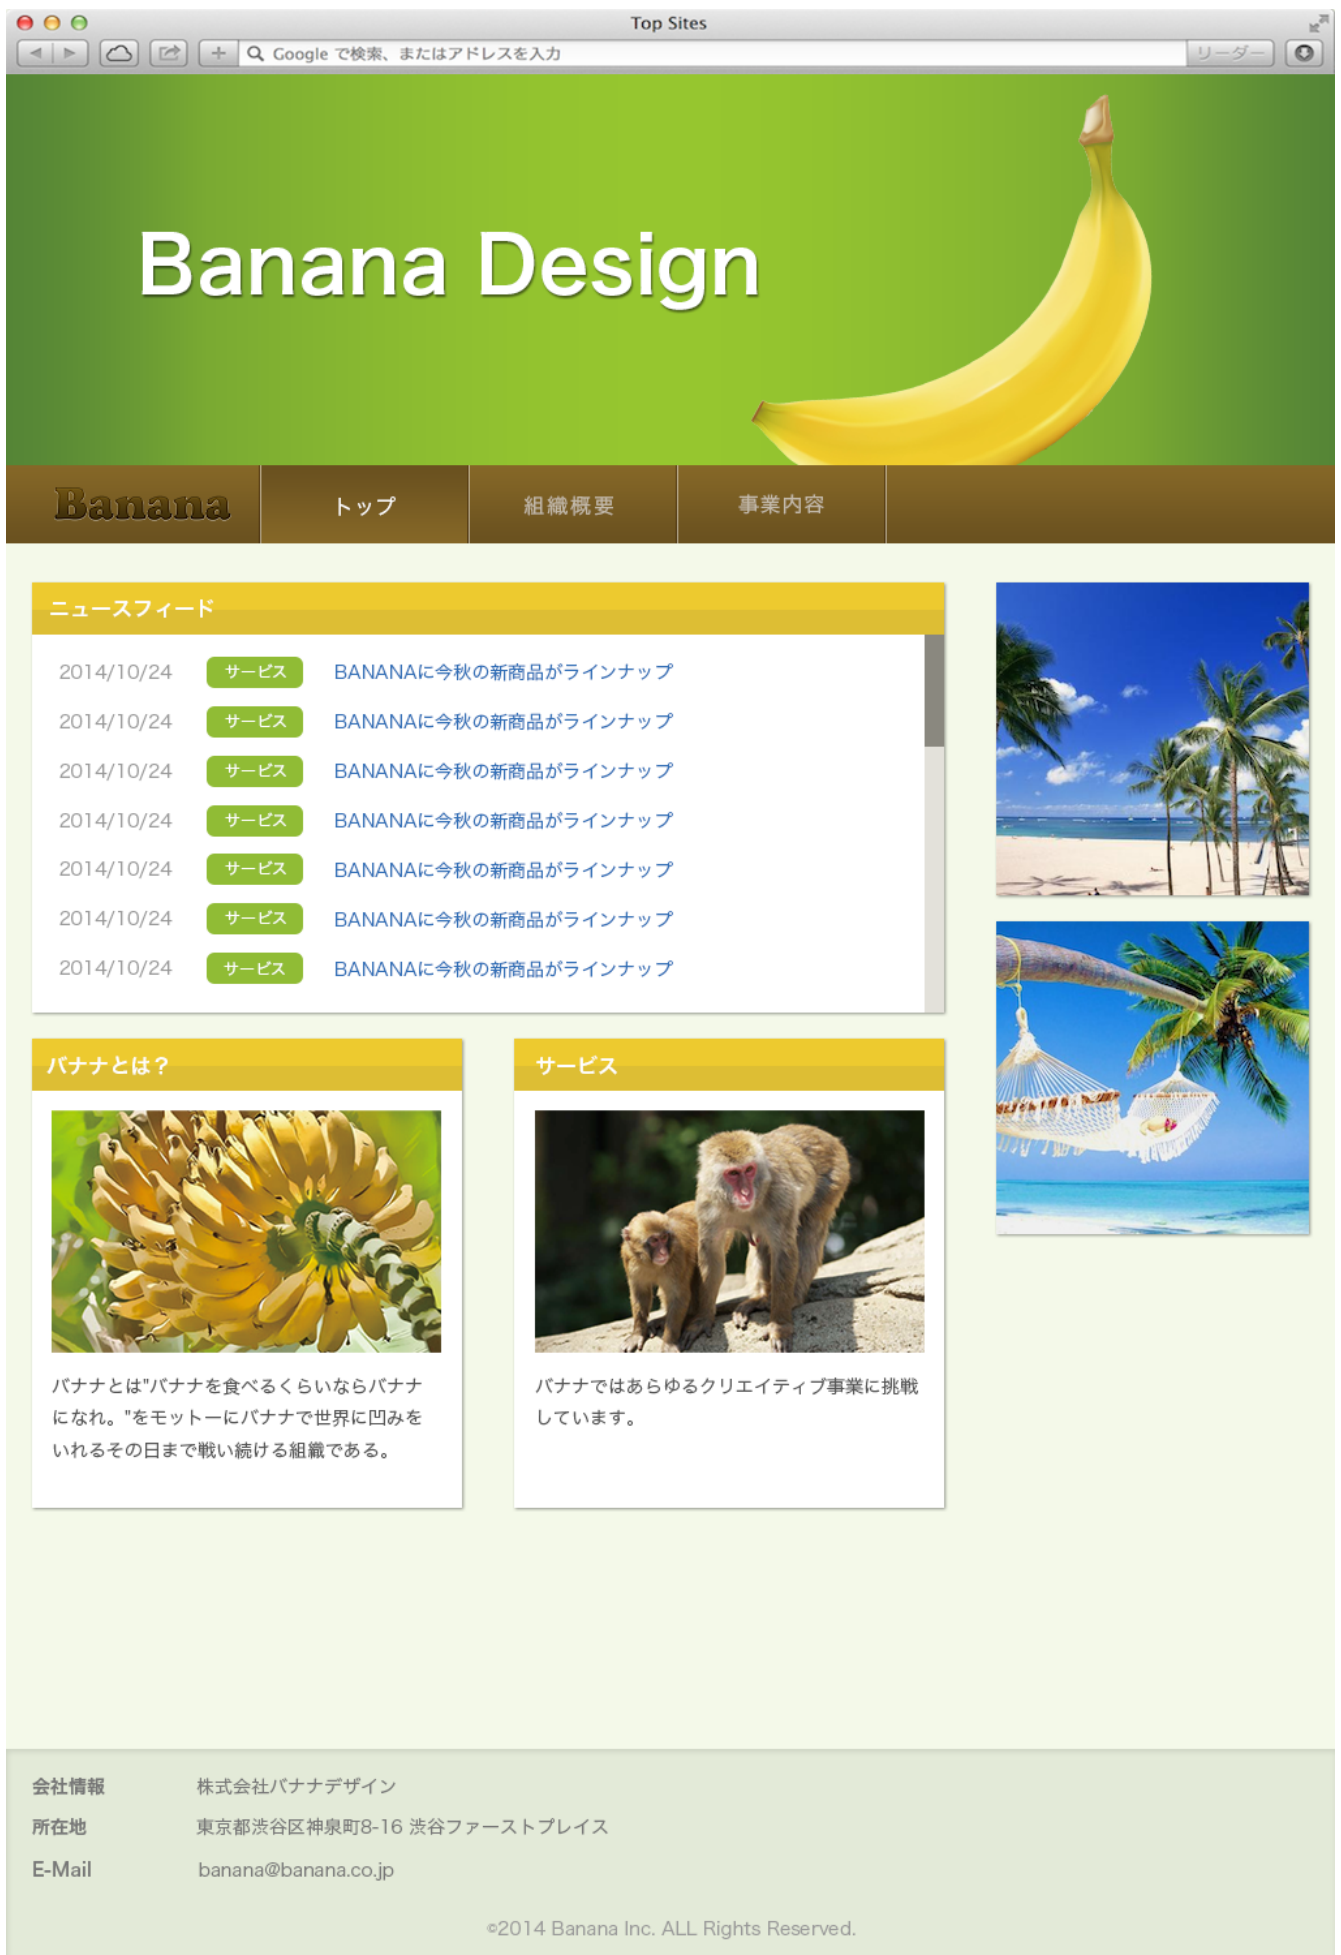 Top Sites
Google で検索、またはアドレスを入力
リーダー
Banana Design
Banana
トップ
組織概要
事業内容
ニュースフィード
2014/10/24 サービス BANANAに今秋の新商品がラインナップ
2014/10/24 サービス BANANAに今秋の新商品がラインナップ
2014/10/24 サービス BANANAに今秋の新商品がラインナップ
2014/10/24 サービス BANANAに今秋の新商品がラインナップ
2014/10/24 サービス BANANAに今秋の新商品がラインナップ
2014/10/24 サービス BANANAに今秋の新商品がラインナップ
2014/10/24 サービス BANANAに今秋の新商品がラインナップ
バナナとは？
バナナとは"バナナを食べるくらいならバナナ
になれ。"をモットーにバナナで世界に凹みを
いれるその日まで戦い続ける組織である。
サービス
バナナではあらゆるクリエイティブ事業に挑戦
しています。
会社情報 株式会社バナナデザイン
所在地 東京都渋谷区神泉町8-16 渋谷ファーストプレイス
E-Mail banana@banana.co.jp
©2014 Banana Inc. ALL Rights Reserved.